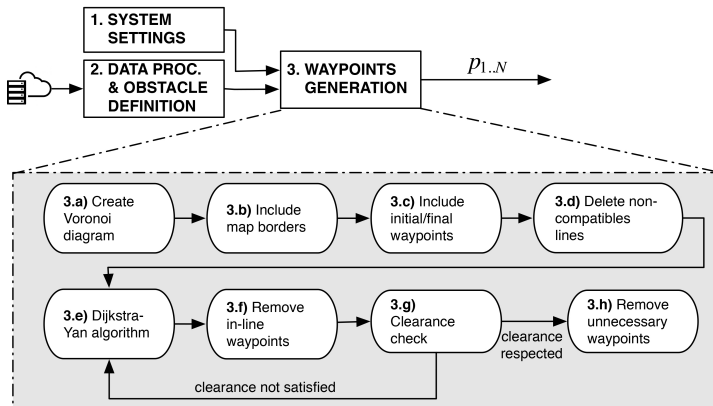 1. SYSTEM
SETTINGS
2. DATA PROC.
& OBSTACLE
DEFINITION
3. WAYPOINTS
GENERATION
p1..N
3.a) Create
Voronoi
diagram
3.b) Include
map borders
3.c) Include
initial/final
waypoints
3.d) Delete non-
compatibles
lines
3.e) Dijkstra-
Yan algorithm
3.f) Remove
in-line
waypoints
3.g)
Clearance
check
clearance
respected
3.h) Remove
unnecessary
waypoints
clearance not satisfied